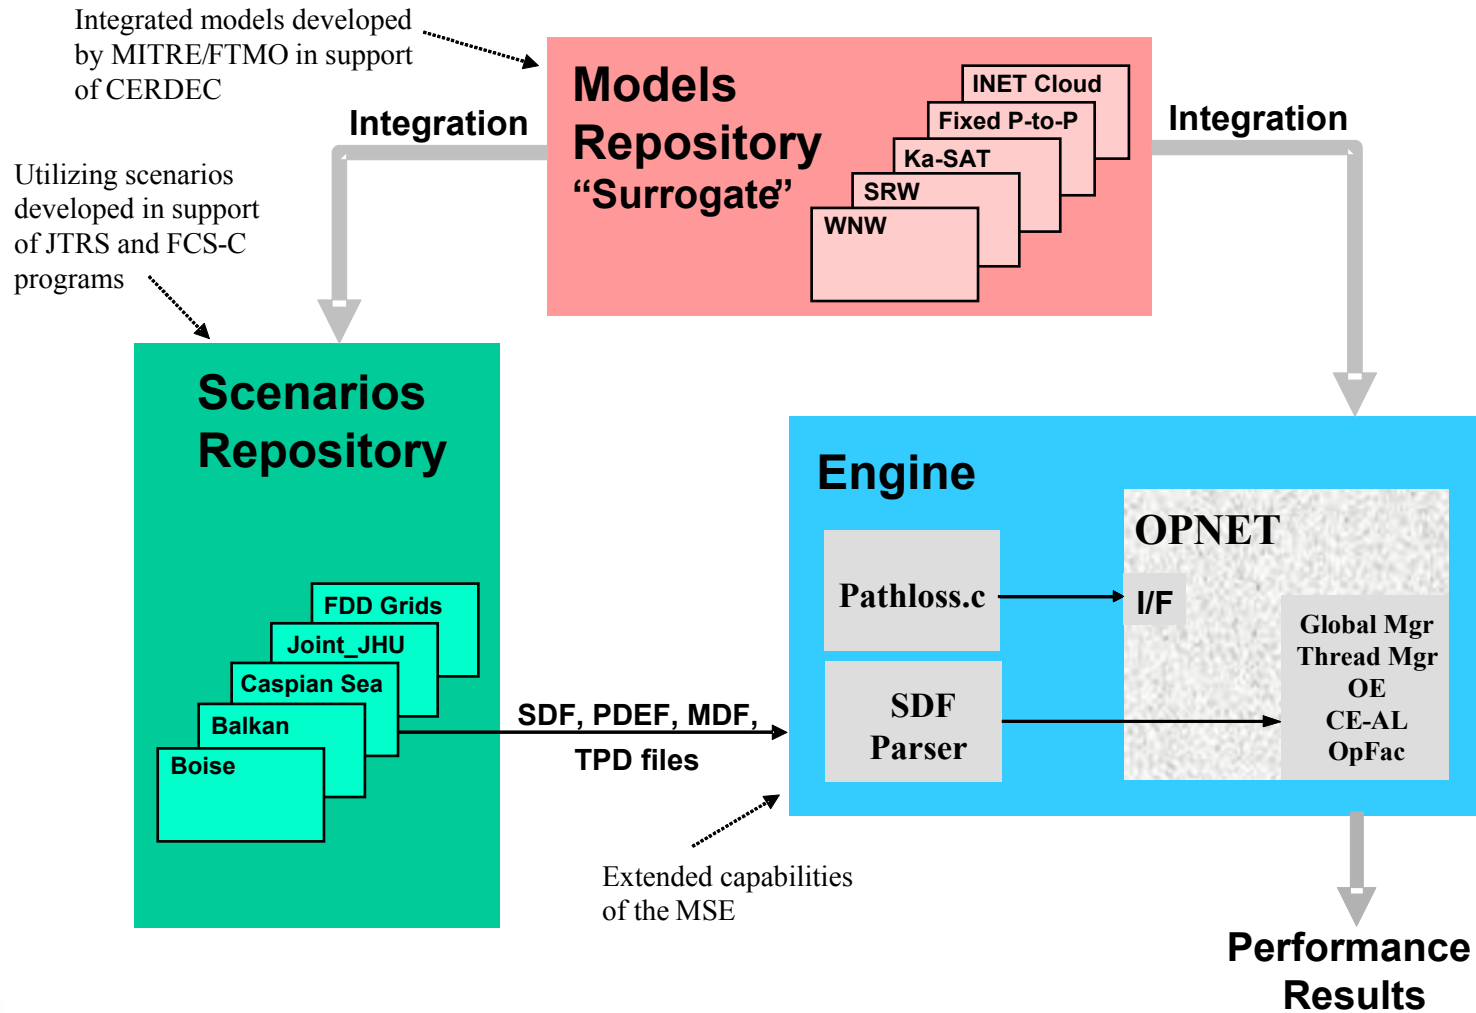 Integrated models developed
by MITRE/FTMO in support
of CERDEC
Integration
Models
Repository
“Surrogate”
INET Cloud
Fixed P-to-P
Ka-SAT
SRW
WNW
Integration
Utilizing scenarios
developed in support
of JTRS and FCS-C
programs
Scenarios
Repository
FDD Grids
Joint_JHU
Caspian Sea
Balkan
Boise
SDF, PDEF, MDF,
TPD files
Engine
Pathloss.c
SDF
Parser
OPNET
I/F
Global Mgr
Thread Mgr
OE
CE-AL
OpFac
Extended capabilities
of the MSE
Performance
Results